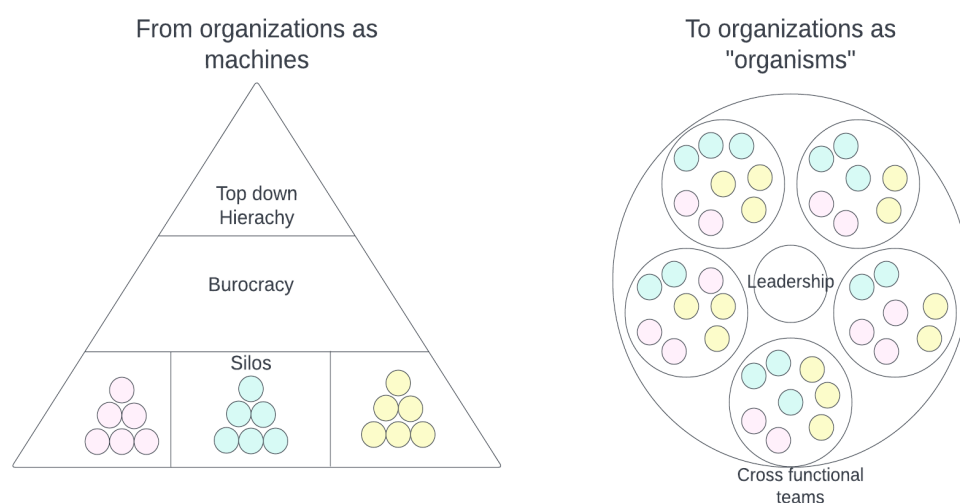 From organizations as
machines
To organizations as
"organisms"
Top down
Hierachy
Burocracy
Silos
Leadership
Cross functional
teams